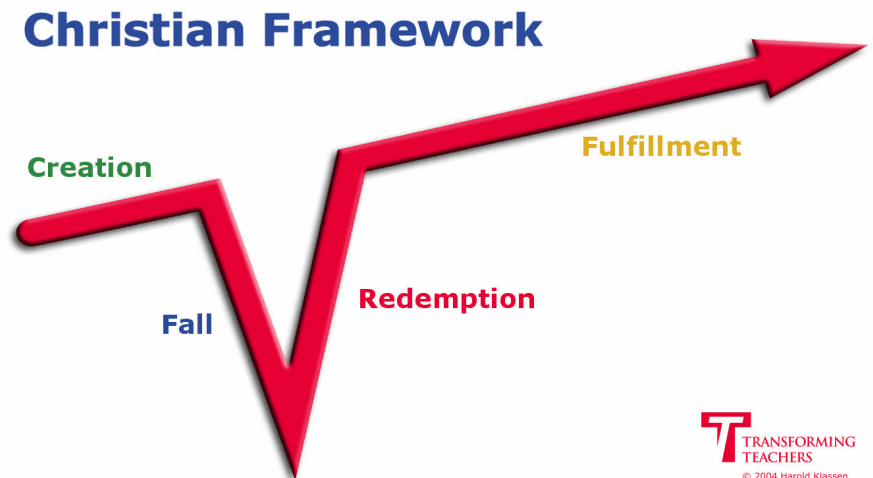 Christian Framework
Creation
Fulfillment
Redemption
Fall
TRANSFORMING
TEACHERS
© 2004 Harold Klassen